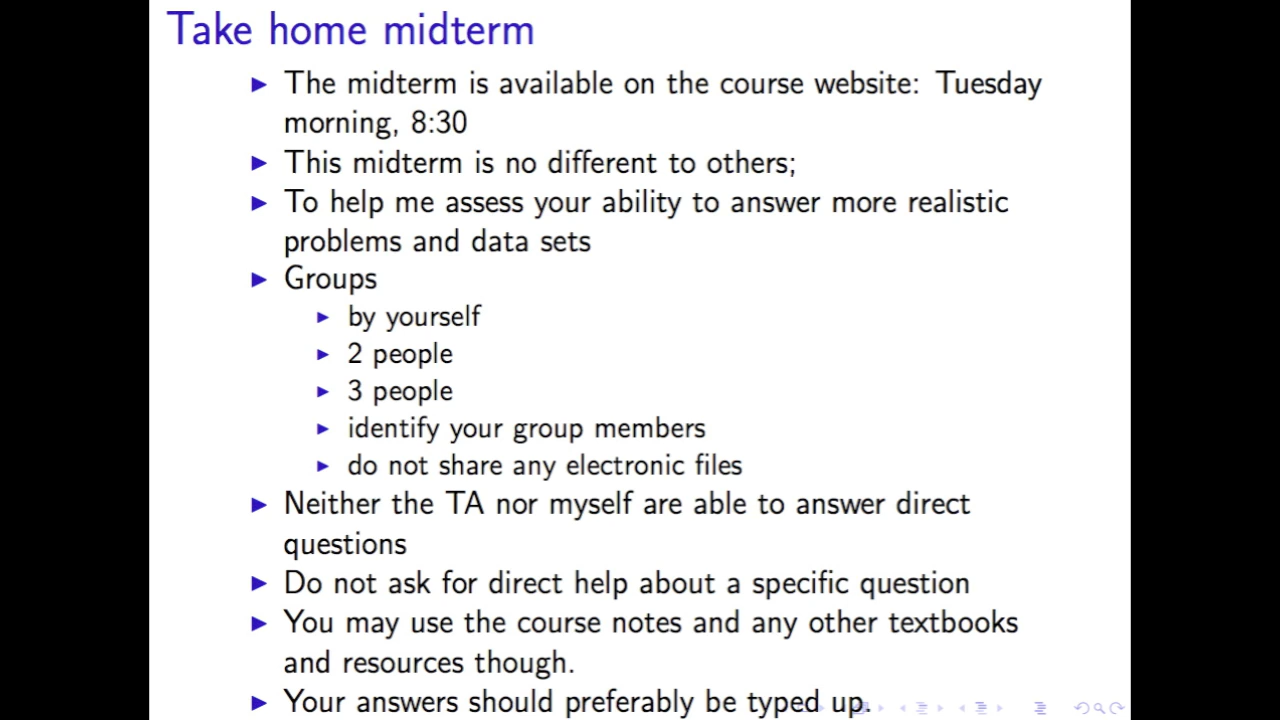 Take home midterm
The midterm is available on the course website: Tuesday
morning, 8:30
This midterm is no different to others;
To help me assess your ability to answer more realistic
problems and data sets
Groups
by yourself
2 people
3 people
identify your group members
do not share any electronic files
Neither the TA nor myself are able to answer direct
questions
Do not ask for direct help about a specific question
You may use the course notes and any other textbooks
and resources though.
Your answers should preferably be typed up.